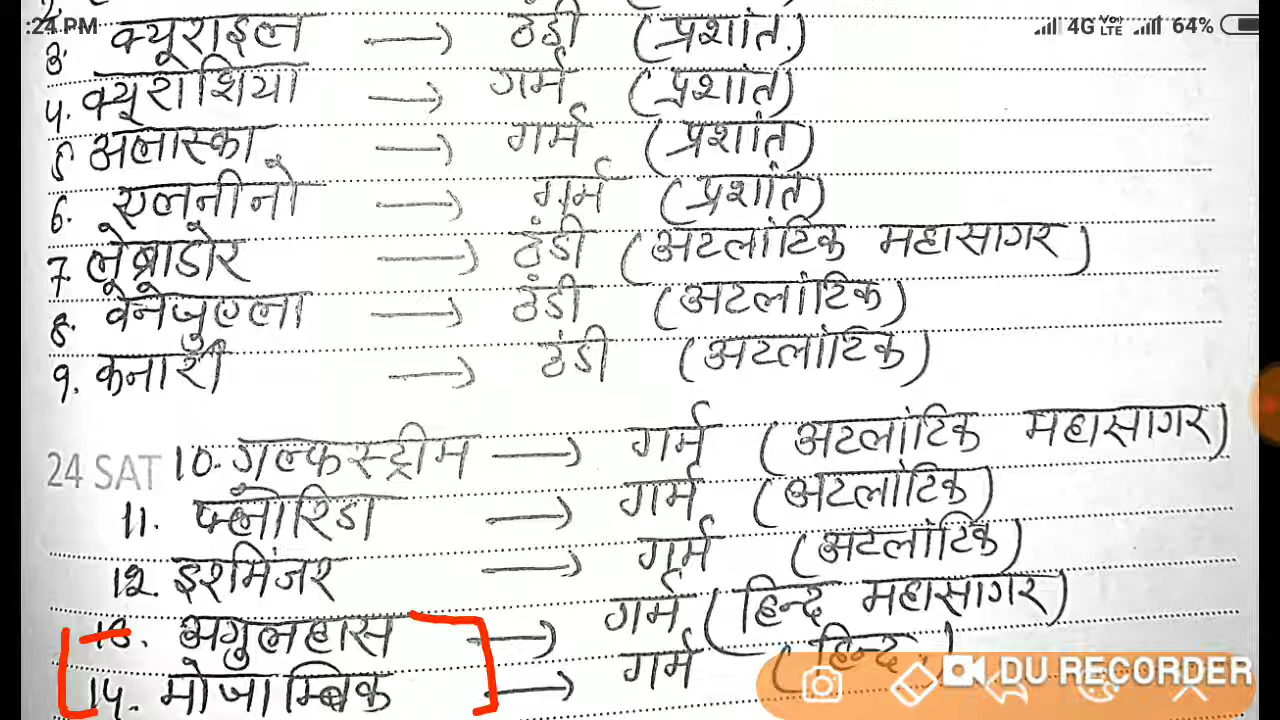 :24 PM 4G VoLTE 64%
3. क्यूराइल → ठंडी (प्रशांत.)
4. क्यूराशिया → गर्म (प्रशांत)
5 अलास्का → गर्म (प्रशांत)
6. एलनीनो → गर्म (प्रशांत)
7. लेब्राडोर → ठंडी (अटलांटिक महासागर)
8. वेनेजुएला → ठंडी (अटलांटिक)
9. कनारी → ठंडी (अटलांटिक)
24 SAT 10. गल्फस्ट्रीम → गर्म (अटलांटिक महासागर)
11. फ्लोरिडा → गर्म (अटलांटिक)
12. इरमिंजर → गर्म (अटलांटिक)
13. अगुलहास → गर्म (हिन्द महासागर)
14. मोजाम्बिक → गर्म (हिन्द.)
DU RECORDER